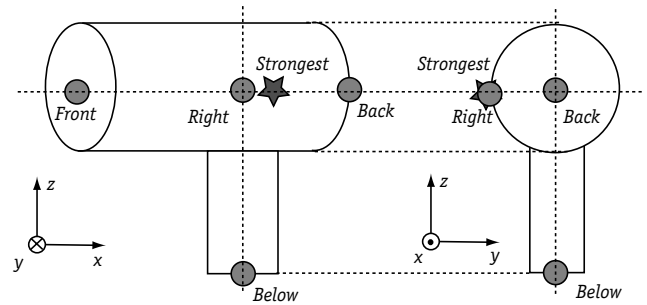 Strongest
Front
Right
Back
z
y
x
Below
Strongest
Right
Back
z
x
y
Below